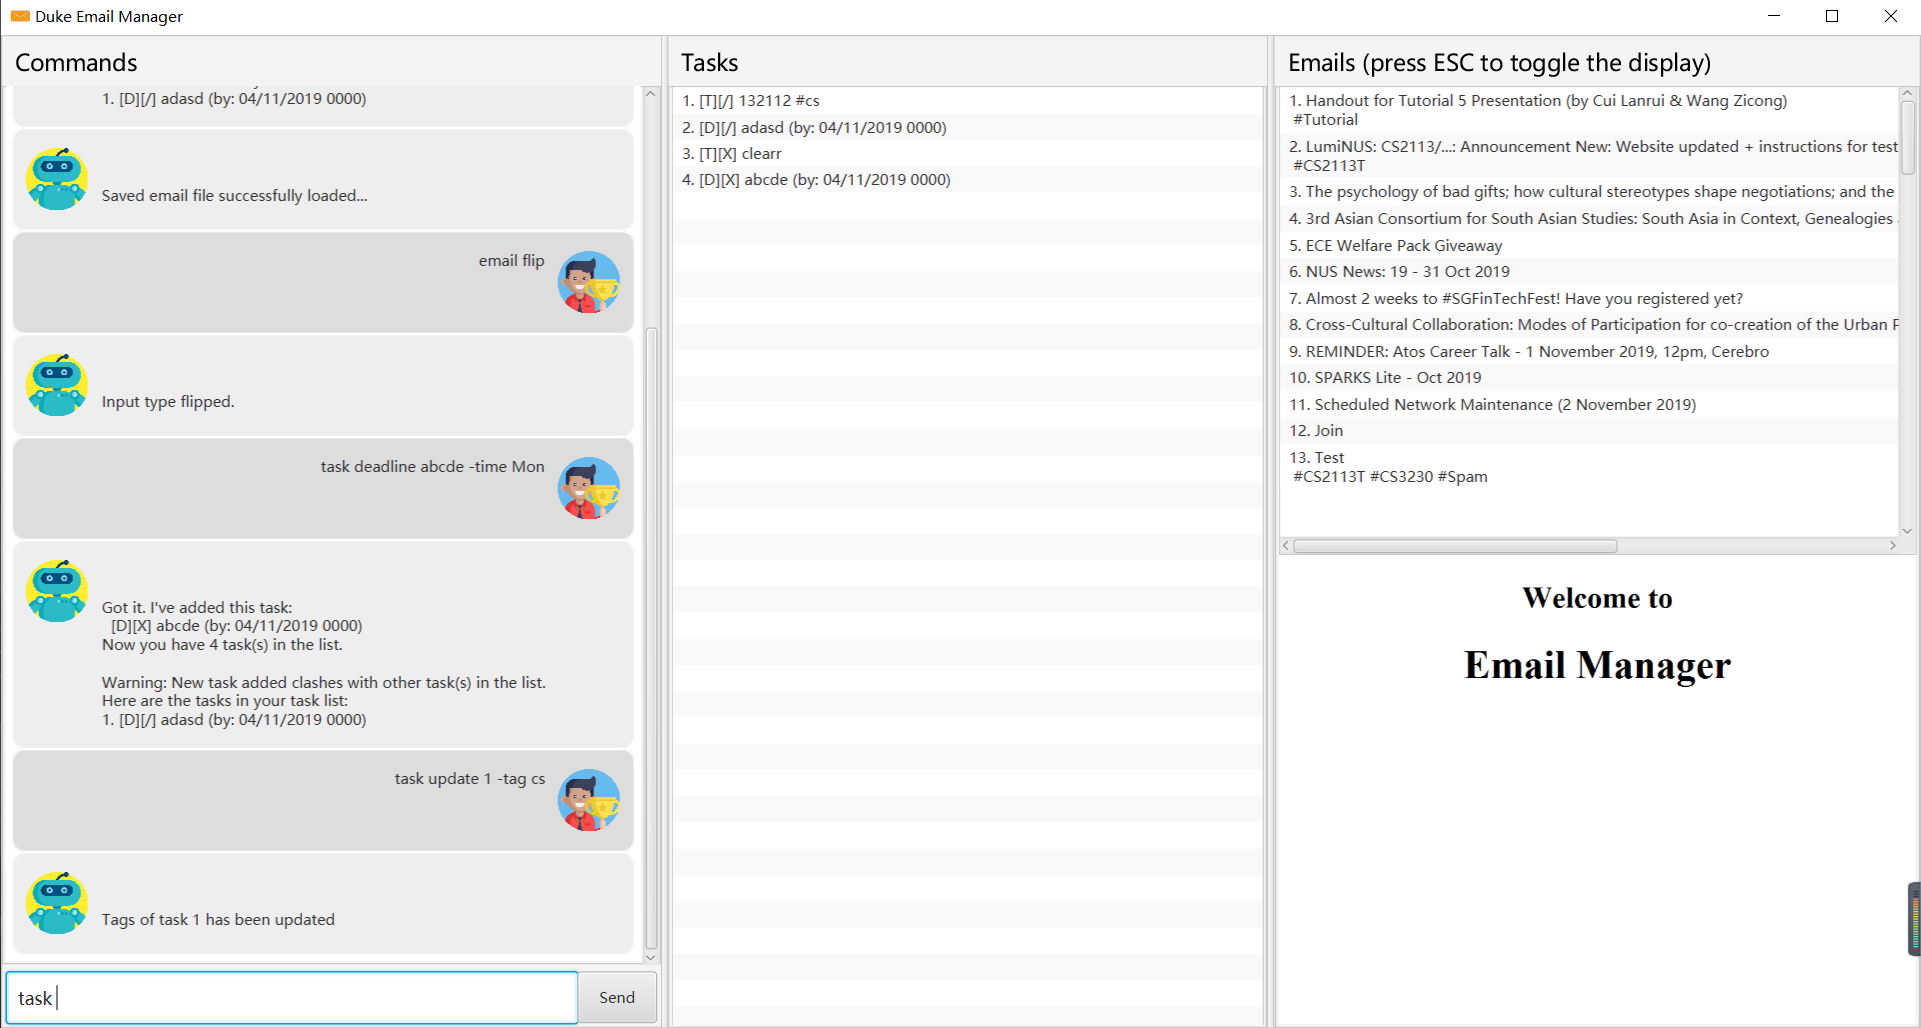 Duke Email Manager
Commands
1. [D][/] adasd (by: 04/11/2019 0000)
Saved email file successfully loaded...
email flip
Input type flipped.
task deadline abcde -time Mon
Got it. I've added this task:
[D][X] abcde (by: 04/11/2019 0000)
Now you have 4 task(s) in the list.
Warning: New task added clashes with other task(s) in the list.
Here are the tasks in your task list:
1. [D][/] adasd (by: 04/11/2019 0000)
task update 1 -tag cs
Tags of task 1 has been updated
task
Send
Tasks
1. [T][/] 132112 #cs
2. [D][/] adasd (by: 04/11/2019 0000)
3. [T][X] clearr
4. [D][X] abcde (by: 04/11/2019 0000)
Emails (press ESC to toggle the display)
1. Handout for Tutorial 5 Presentation (by Cui Lanrui & Wang Zicong)
#Tutorial
2. LumiNUS: CS2113/...: Announcement New: Website updated + instructions for test
#CS2113T
3. The psychology of bad gifts; how cultural stereotypes shape negotiations; and the
4. 3rd Asian Consortium for South Asian Studies: South Asia in Context, Genealogies
5. ECE Welfare Pack Giveaway
6. NUS News: 19 - 31 Oct 2019
7. Almost 2 weeks to #SGFinTechFest! Have you registered yet?
8. Cross-Cultural Collaboration: Modes of Participation for co-creation of the Urban
9. REMINDER: Atos Career Talk - 1 November 2019, 12pm, Cerebro
10. SPARKS Lite - Oct 2019
11. Scheduled Network Maintenance (2 November 2019)
12. Join
13. Test
#CS2113T #CS3230 #Spam
Welcome to
Email Manager